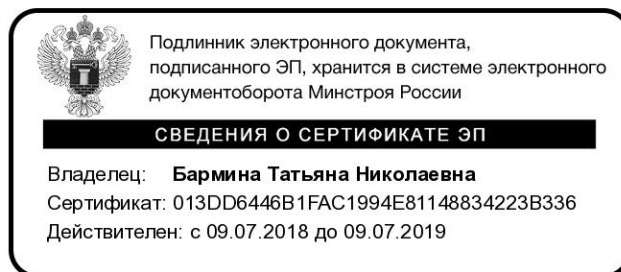 Подлинник электронного документа,
подписанного ЭП, хранится в системе электронного
документоборота Минстроя России
СВЕДЕНИЯ О СЕРТИФИКАТЕ ЭП
Владелец: Бармина Татьяна Николаевна
Сертификат: 013DD6446B1FAC1994E81148834223B336
Действителен: с 09.07.2018 до 09.07.2019